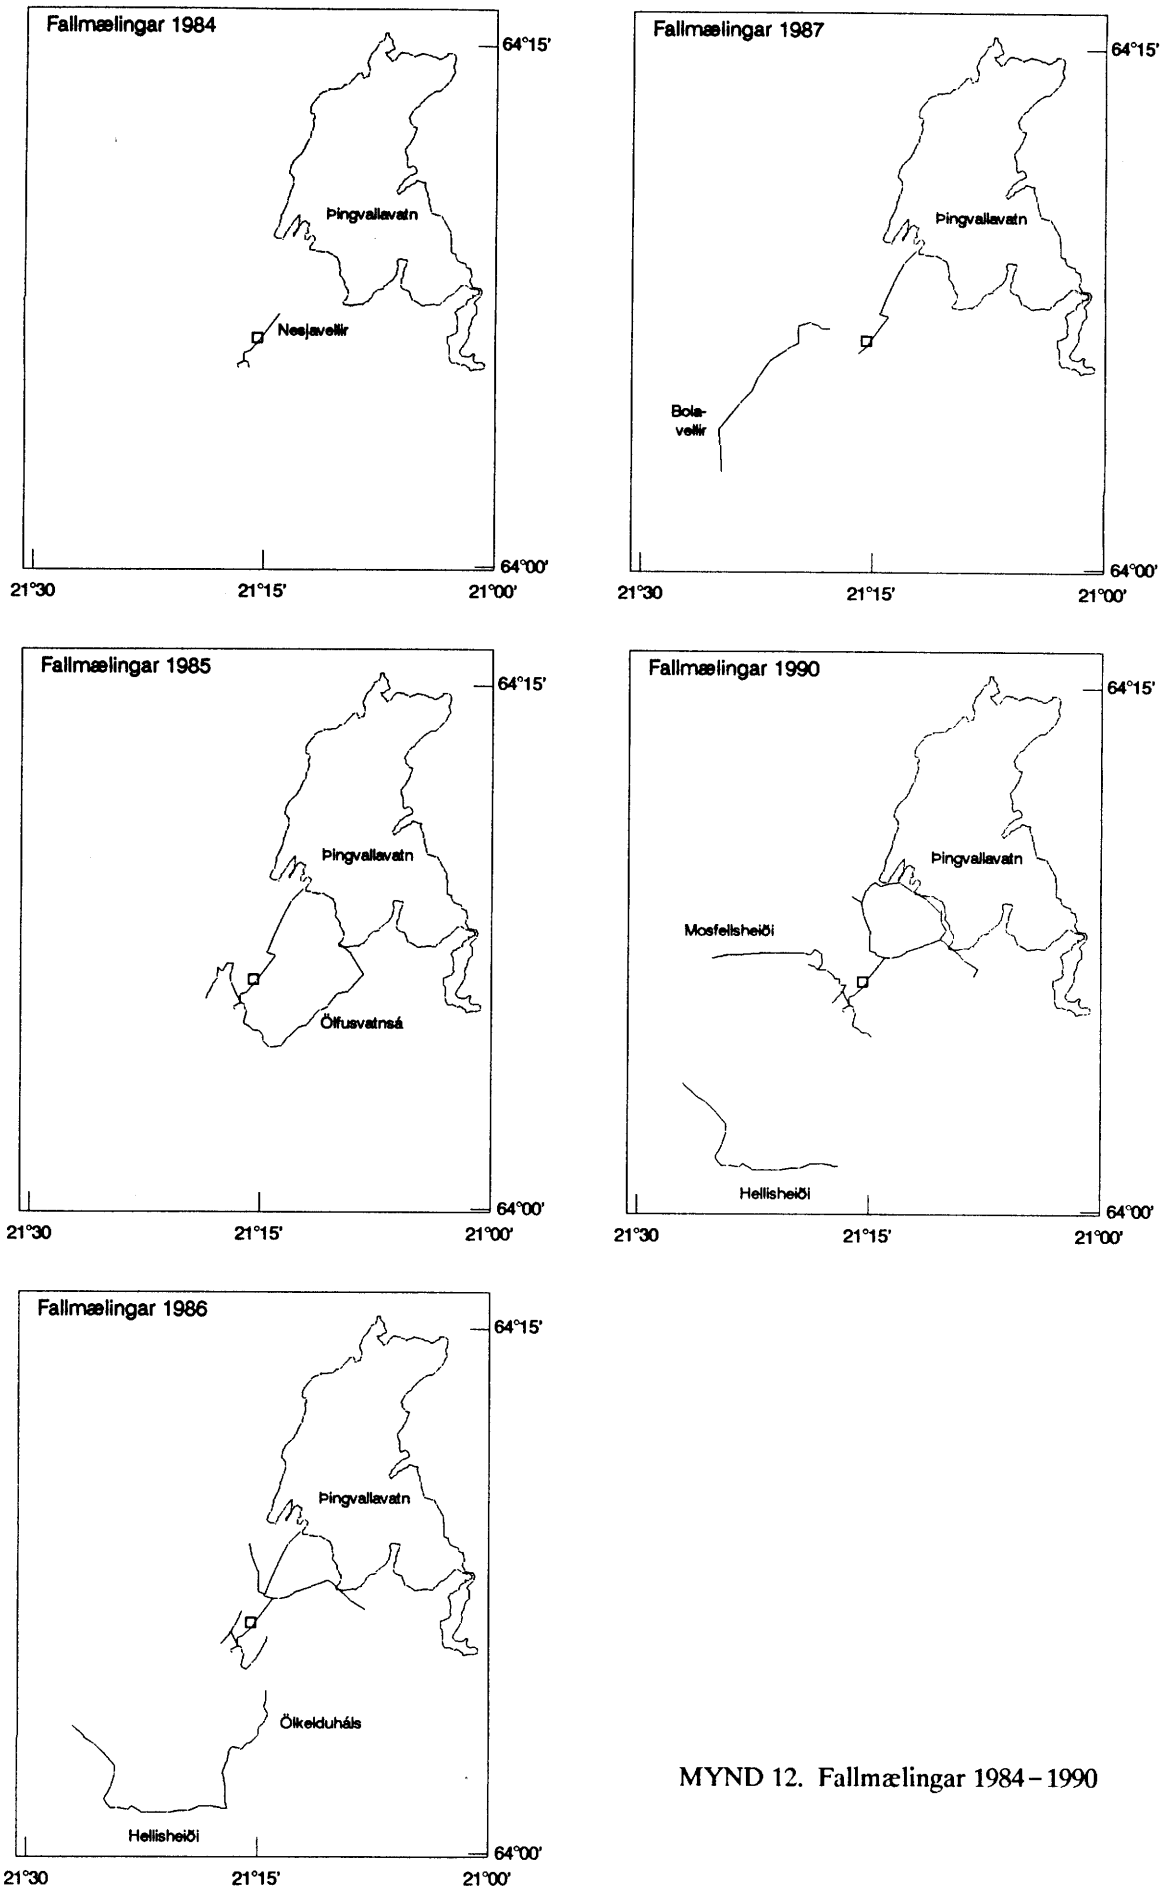 Fallmælingar 1984
64°15'
Þingvallavatn
Nesjavellir
64°00'
21°30
21°15'
21°00'
Fallmælingar 1987
64°15'
Þingvallavatn
Bola-
vellir
64°00'
21°30
21°15'
21°00'
Fallmælingar 1985
64°15'
Þingvallavatn
Ölfusvatnsá
64°00'
21°30
21°15'
21°00'
Fallmælingar 1990
64°15'
Þingvallavatn
Mosfellsheiði
Hellisheiði
64°00'
21°30
21°15'
21°00'
Fallmælingar 1986
64°15'
Þingvallavatn
Ölkelduháls
Hellisheiði
64°00'
21°30
21°15'
21°00'
MYND 12. Fallmælingar 1984–1990